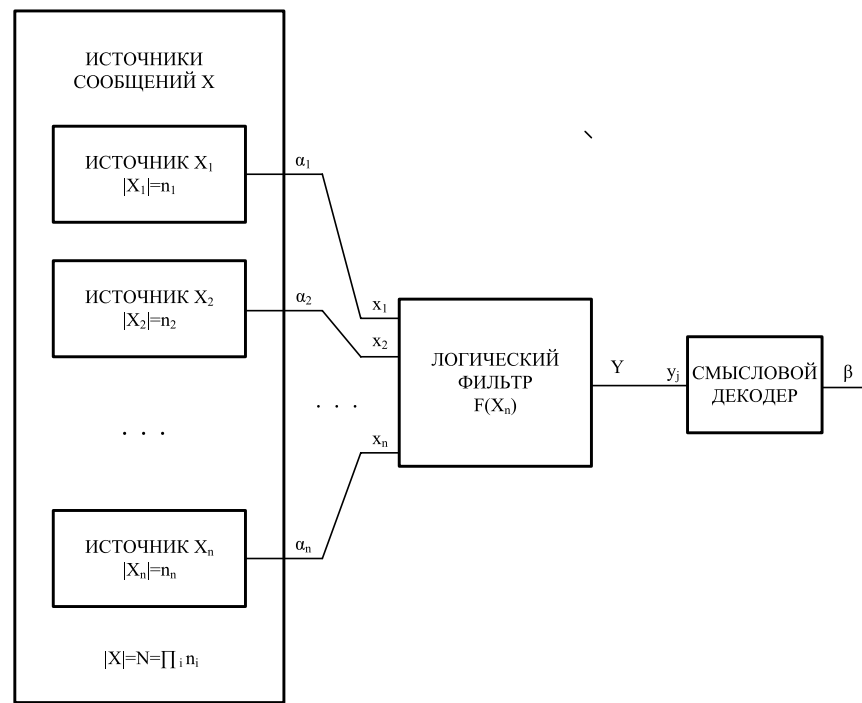 ИСТОЧНИКИ
СООБЩЕНИЙ X
ИСТОЧНИК X₁
|X₁|=n₁
α₁
ИСТОЧНИК X₂
|X₂|=n₂
α₂
. . .
ИСТОЧНИК Xₙ
|Xₙ|=nₙ
αₙ
|X|=N=∏ ᵢ nᵢ
x₁
x₂
. . .
xₙ
ЛОГИЧЕСКИЙ
ФИЛЬТР
F(Xₙ)
Y
yⱼ
СМЫСЛОВОЙ
ДЕКОДЕР
β